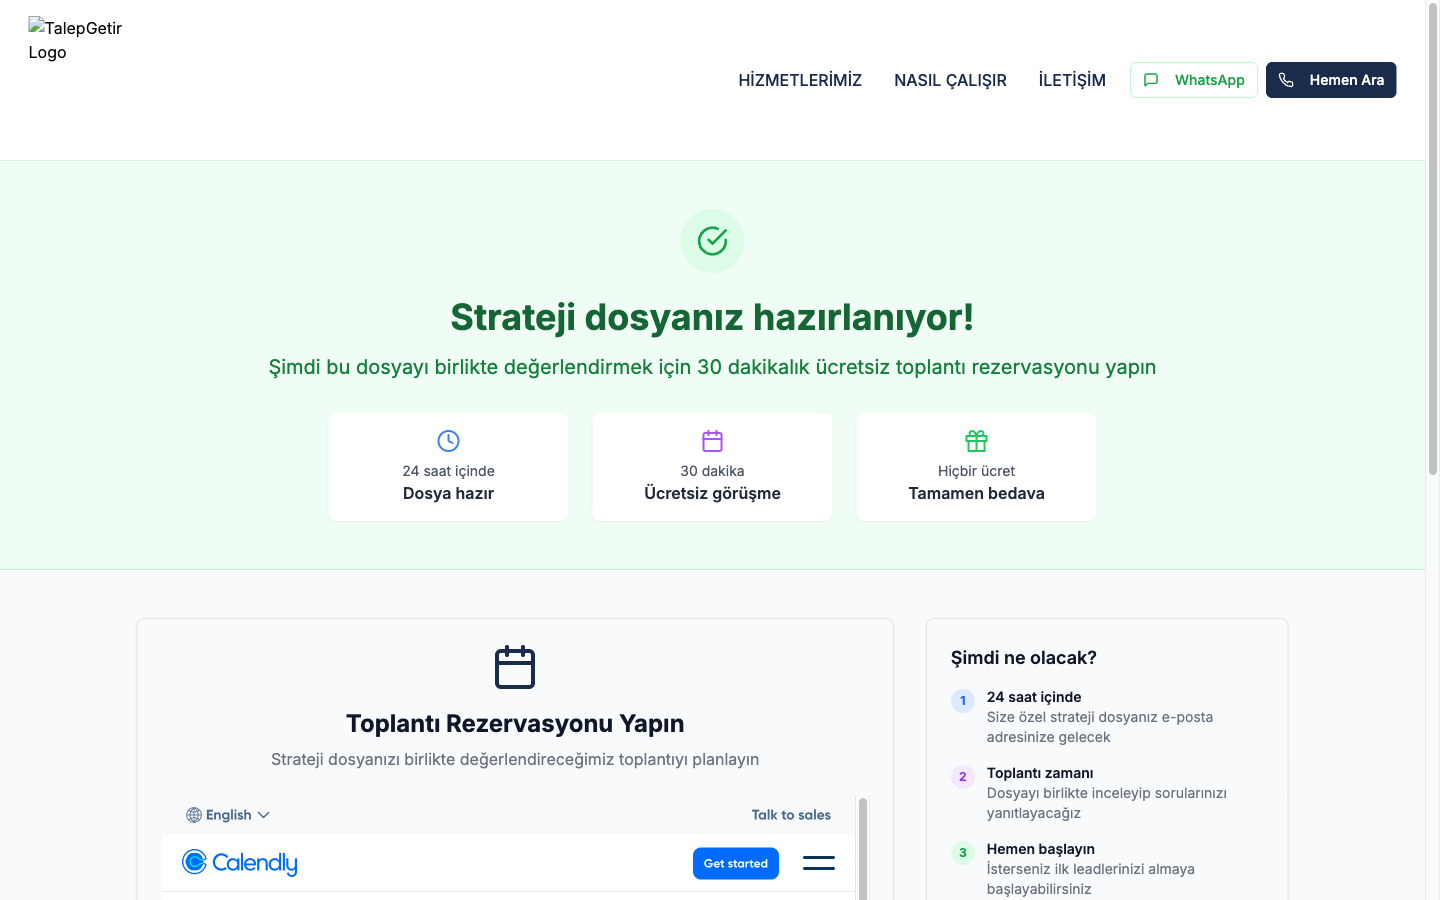 TalepGetir
Logo
HİZMETLERİMİZ
NASIL ÇALIŞIR
İLETİŞİM
WhatsApp
Hemen Ara
Strateji dosyanız hazırlanıyor!
Şimdi bu dosyayı birlikte değerlendirmek için 30 dakikalık ücretsiz toplantı rezervasyonu yapın
24 saat içinde
Dosya hazır
30 dakika
Ücretsiz görüşme
Hiçbir ücret
Tamamen bedava
Toplantı Rezervasyonu Yapın
Strateji dosyanızı birlikte değerlendireceğimiz toplantıyı planlayın
English
Talk to sales
Calendly
Get started
Şimdi ne olacak?
1
24 saat içinde
Size özel strateji dosyanız e-posta
adresinize gelecek
2
Toplantı zamanı
Dosyayı birlikte inceleyip sorularınızı
yanıtlayacağız
3
Hemen başlayın
İsterseniz ilk leadlerinizi almaya
başlayabilirsiniz